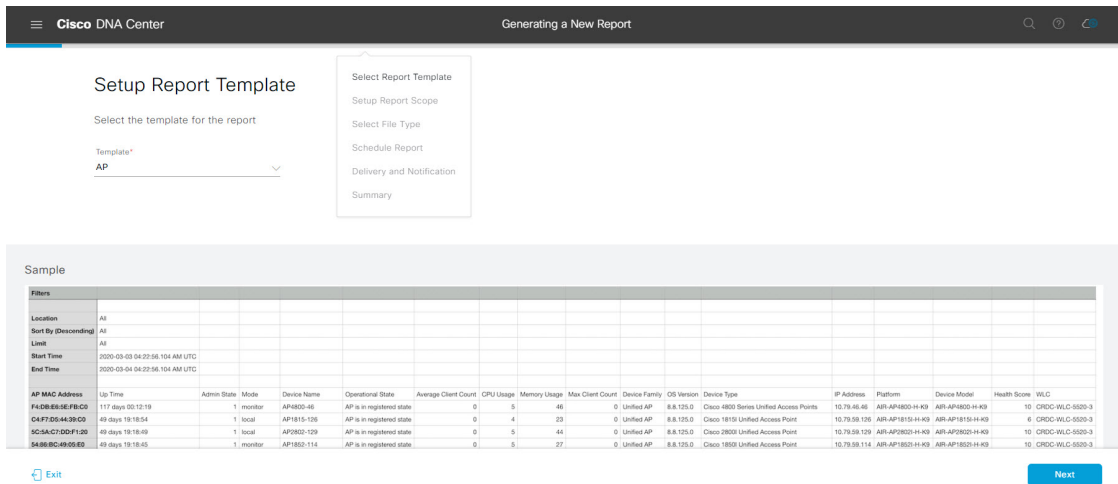 Cisco DNA Center Generating a New Report
Setup Report Template
Select the template for the report
Template*
AP
Select Report Template
Setup Report Scope
Select File Type
Schedule Report
Delivery and Notification
Summary
Sample
Filters
Location All
Sort By (Descending) All
Limit All
Start Time 2020-03-03 04:22:56.104 AM UTC
End Time 2020-03-04 04:22:56.104 AM UTC
AP MAC Address Up Time Admin State Mode Device Name Operational State Average Client Count CPU Usage Memory Usage Max Client Count Device Family OS Version Device Type IP Address Platform Device Model Health Score WLC
F4:DB:E6:5E:FB:C0 117 days 00:12:19 1 monitor AP4800-46 AP is in registered state 0 5 46 0 Unified AP 8.8.125.0 Cisco 4800 Series Unified Access Points 10.79.46.46 AIR-AP4800-H-K9 AIR-AP4800-H-K9 10 CRDC-WLC-5520-3
C4:F7:D5:44:39:C0 49 days 19:18:54 1 local AP1815-126 AP is in registered state 0 4 23 0 Unified AP 8.8.125.0 Cisco 1815I Unified Access Point 10.79.59.126 AIR-AP1815I-H-K9 AIR-AP1815I-H-K9 6 CRDC-WLC-5520-3
5C:5A:C7:DD:F1:20 49 days 19:18:49 1 local AP2802-129 AP is in registered state 0 5 44 0 Unified AP 8.8.125.0 Cisco 2800I Unified Access Point 10.79.59.129 AIR-AP2802I-H-K9 AIR-AP2802I-H-K9 10 CRDC-WLC-5520-3
54:86:BC:49:05:E0 49 days 19:18:45 1 monitor AP1852-114 AP is in registered state 0 5 27 0 Unified AP 8.8.125.0 Cisco 1850I Unified Access Point 10.79.59.114 AIR-AP1852I-H-K9 AIR-AP1852I-H-K9 10 CRDC-WLC-5520-3
Exit Next